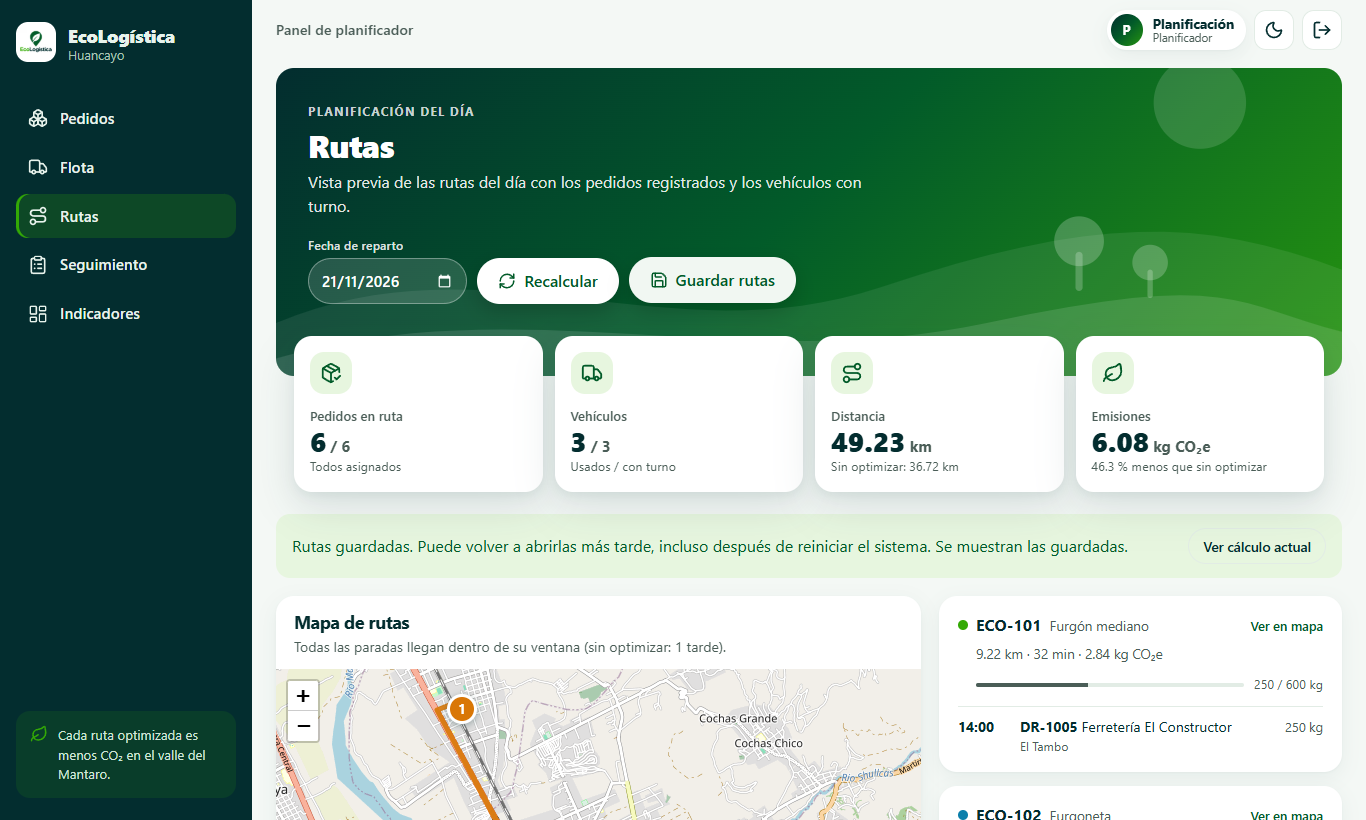 EcoLogística
EcoLogística
Huancayo
Pedidos
Flota
Rutas
Seguimiento
Indicadores
Cada ruta optimizada es
menos CO₂ en el valle del
Mantaro.
Panel de planificador
P
Planificación
Planificador
PLANIFICACIÓN DEL DÍA
Rutas
Vista previa de las rutas del día con los pedidos registrados y los vehículos con
turno.
Fecha de reparto
21/11/2026
Recalcular
Guardar rutas
Pedidos en ruta
6 / 6
Todos asignados
Vehículos
3 / 3
Usados / con turno
Distancia
49.23 km
Sin optimizar: 36.72 km
Emisiones
6.08 kg CO₂e
46.3 % menos que sin optimizar
Rutas guardadas. Puede volver a abrirlas más tarde, incluso después de reiniciar el sistema. Se muestran las guardadas.
Ver cálculo actual
Mapa de rutas
Todas las paradas llegan dentro de su ventana (sin optimizar: 1 tarde).
+
−
1
Cochas Grande
Cochas Chico
Río Shullcas
ECO-101 Furgón mediano
Ver en mapa
9.22 km · 32 min · 2.84 kg CO₂e
250 / 600 kg
14:00 DR-1005 Ferretería El Constructor 250 kg
El Tambo
ECO-102 Furgoneta
Ver en mapa